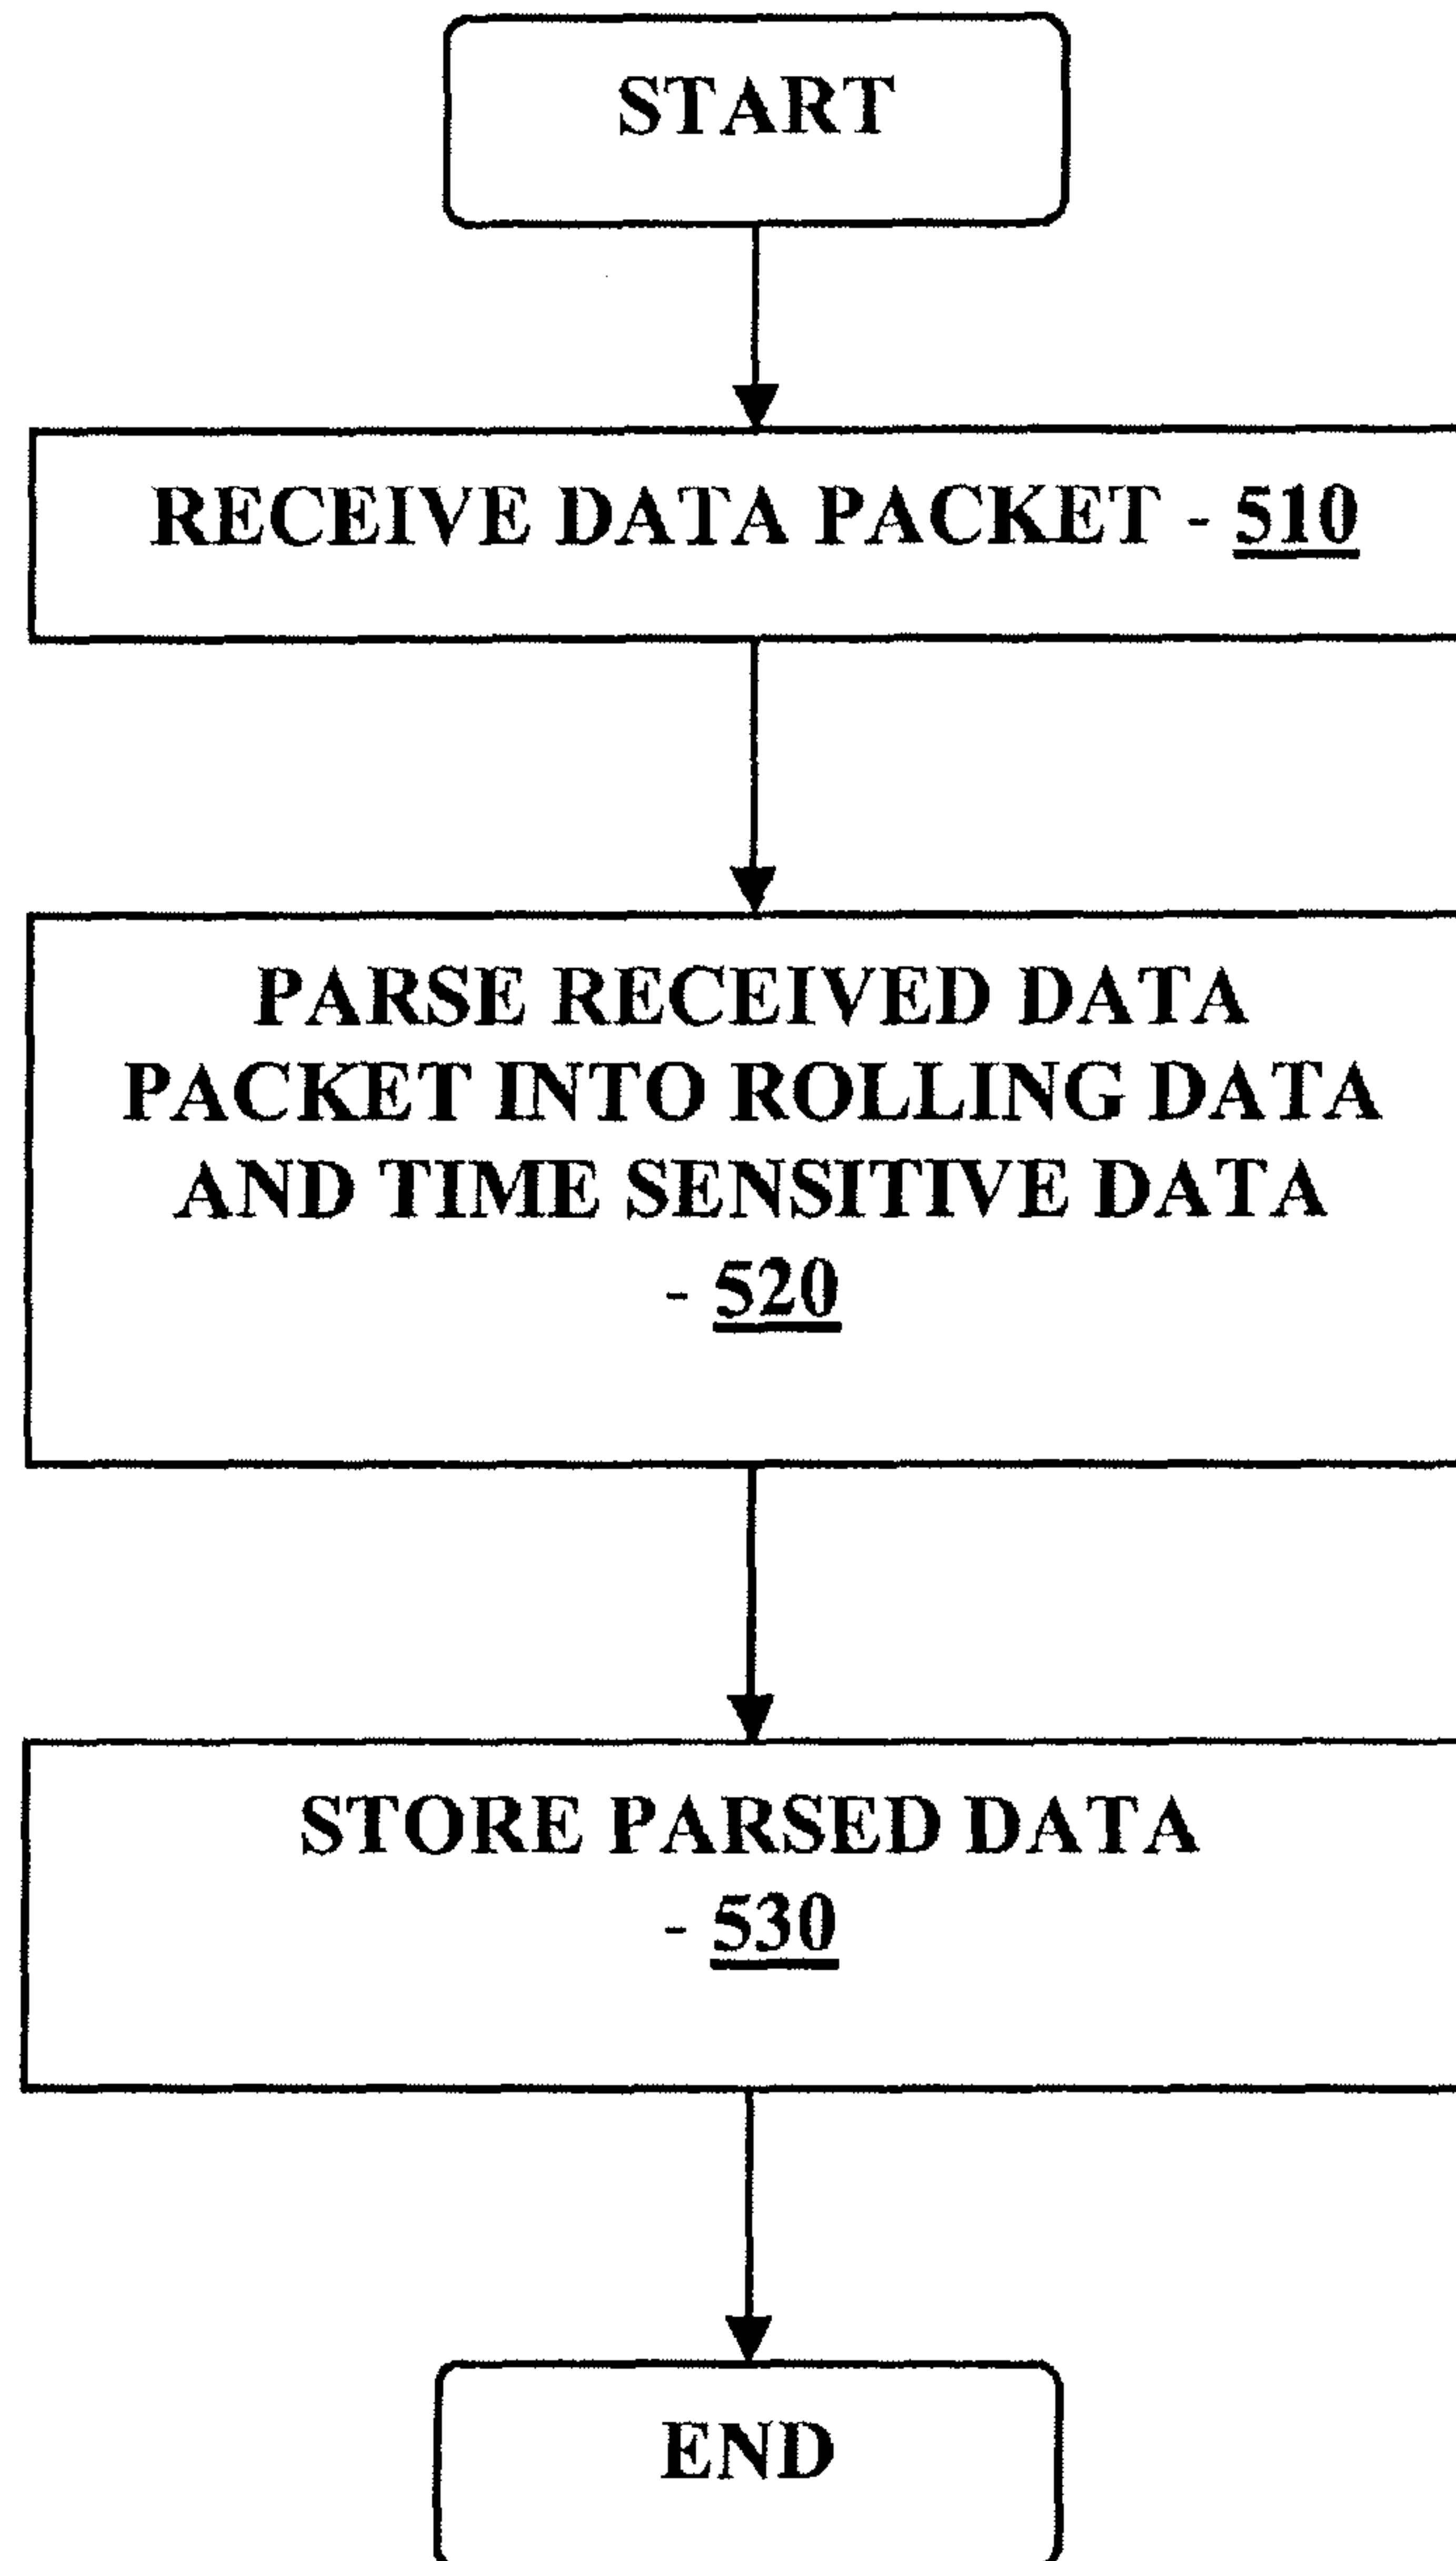 START
RECEIVE DATA PACKET - 510
PARSE RECEIVED DATA
PACKET INTO ROLLING DATA
AND TIME SENSITIVE DATA
- 520
STORE PARSED DATA
- 530
END